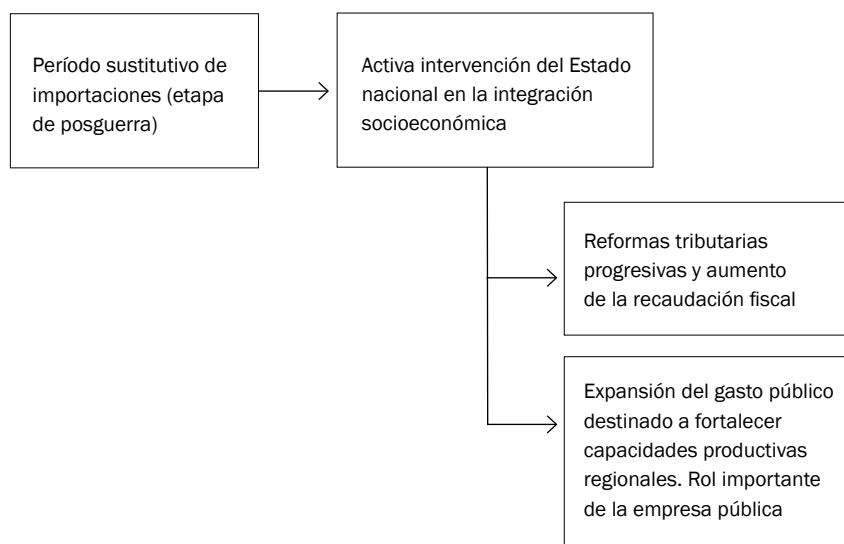 Período sustitutivo de
importaciones (etapa
de posguerra)
Activa intervención del Estado
nacional en la integración
socioeconómica
Reformas tributarias
progresivas y aumento
de la recaudación fiscal
Expansión del gasto público
destinado a fortalecer
capacidades productivas
regionales. Rol importante
de la empresa pública